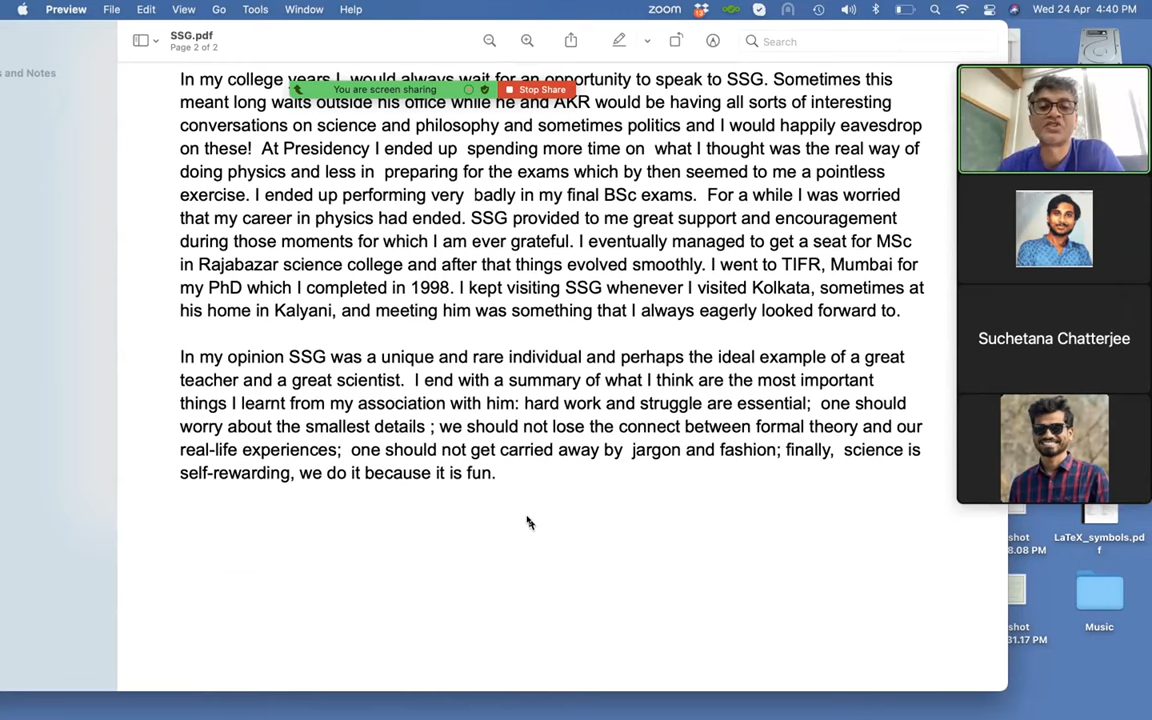 Preview File Edit View Go Tools Window Help zoom Wed 24 Apr 4:40 PM
SSG.pdf
Page 2 of 2
Search
s and Notes
In my college years I would always wait for an opportunity to speak to SSG. Sometimes this
You are screen sharing Stop Share
meant long waits outside his office while he and AKR would be having all sorts of interesting
conversations on science and philosophy and sometimes politics and I would happily eavesdrop
on these! At Presidency I ended up spending more time on what I thought was the real way of
doing physics and less in preparing for the exams which by then seemed to me a pointless
exercise. I ended up performing very badly in my final BSc exams. For a while I was worried
that my career in physics had ended. SSG provided to me great support and encouragement
during those moments for which I am ever grateful. I eventually managed to get a seat for MSc
in Rajabazar science college and after that things evolved smoothly. I went to TIFR, Mumbai for
my PhD which I completed in 1998. I kept visiting SSG whenever I visited Kolkata, sometimes at
his home in Kalyani, and meeting him was something that I always eagerly looked forward to.
In my opinion SSG was a unique and rare individual and perhaps the ideal example of a great
teacher and a great scientist. I end with a summary of what I think are the most important
things I learnt from my association with him: hard work and struggle are essential; one should
worry about the smallest details ; we should not lose the connect between formal theory and our
real-life experiences; one should not get carried away by jargon and fashion; finally, science is
self-rewarding, we do it because it is fun.
Suchetana Chatterjee
shot
8.08 PM
LaTeX_symbols.pd
f
shot
31.17 PM
Music